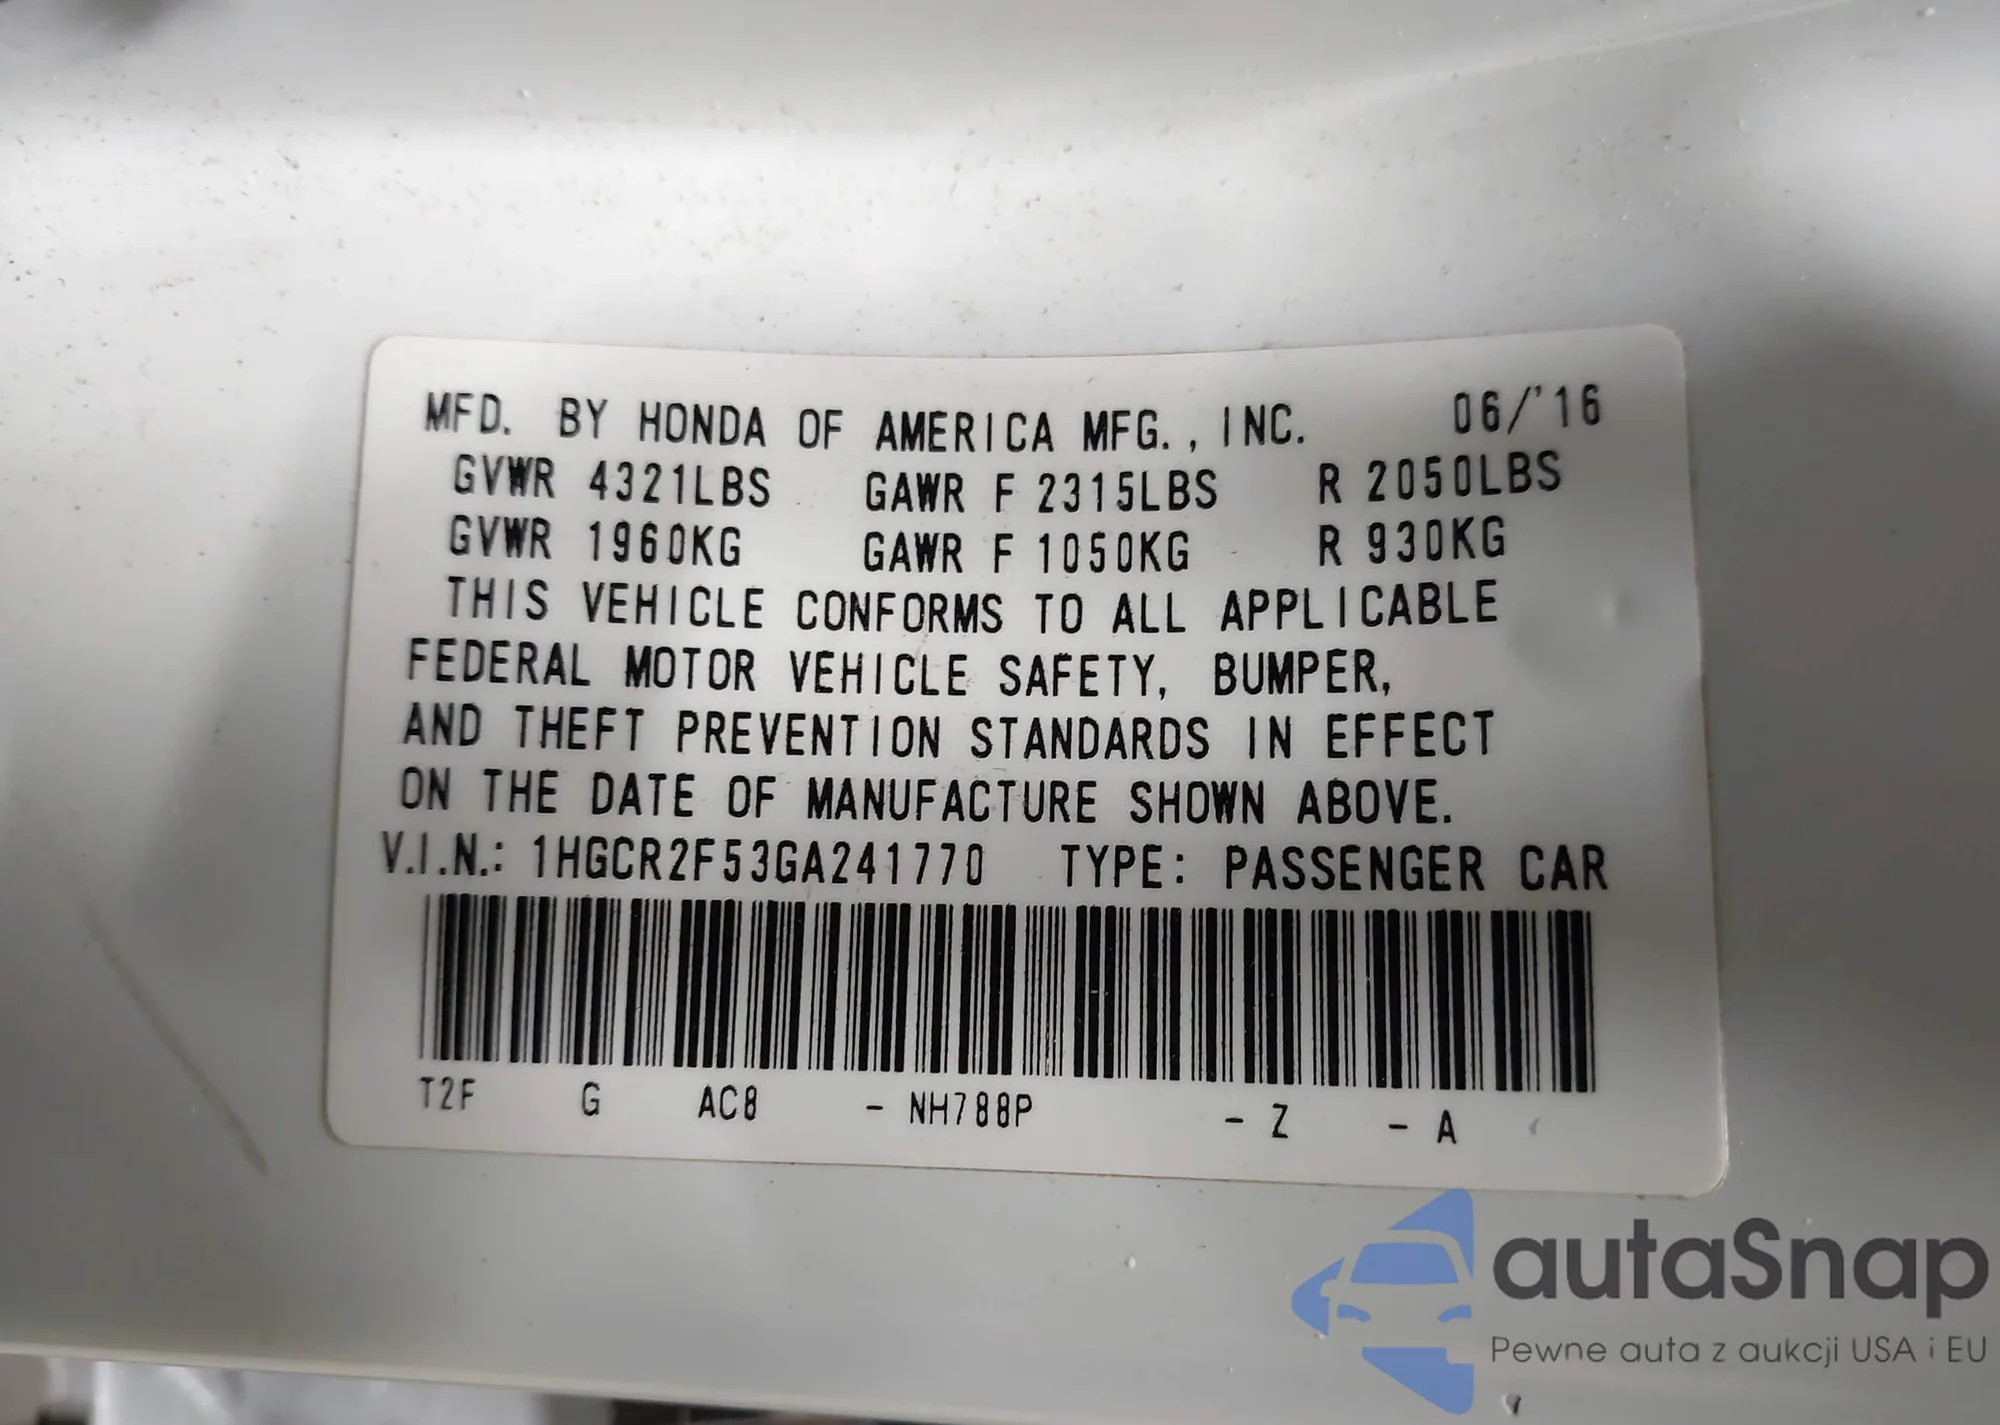 MFD. BY HONDA OF AMERICA MFG., INC. 06/'16
GVWR 4321LBS GAWR F 2315LBS R 2050LBS
GVWR 1960KG GAWR F 1050KG R 930KG
THIS VEHICLE CONFORMS TO ALL APPLICABLE
FEDERAL MOTOR VEHICLE SAFETY, BUMPER,
AND THEFT PREVENTION STANDARDS IN EFFECT
ON THE DATE OF MANUFACTURE SHOWN ABOVE.
V.I.N.: 1HGCR2F53GA241770 TYPE: PASSENGER CAR
T2F G AC8 - NH788P - Z - A
autaSnap
Pewne auta z aukcji USA i EU